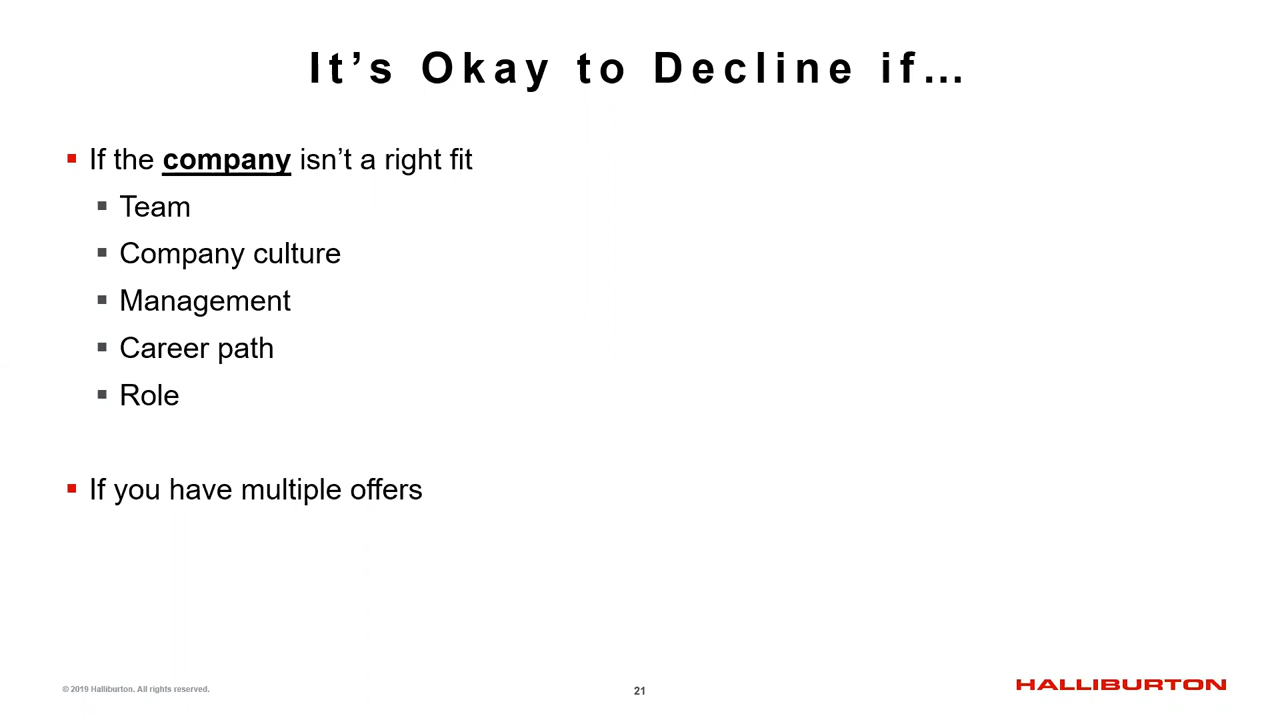 It’s Okay to Decline if…
If the company isn’t a right fit
Team
Company culture
Management
Career path
Role
If you have multiple offers
© 2019 Halliburton. All rights reserved.
21
HALLIBURTON